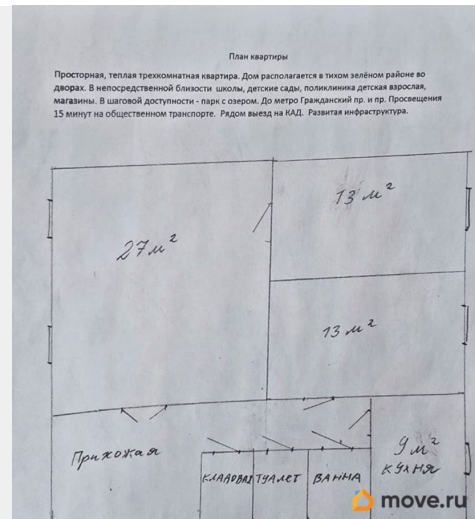 План квартиры
Просторная, теплая трехкомнатная квартира. Дом располагается в тихом зелёном районе во
дворах. В непосредственной близости школы, детские сады, поликлиника детская взрослая,
магазины. В шаговой доступности - парк с озером. До метро Гражданский пр. и пр. Просвещения
15 минут на общественном транспорте. Рядом выезд на КАД. Развитая инфраструктура.
13 м²
27 м²
13 м²
Прихожая
9 м²
кухня
кладовая
туалет
ванна
move.ru